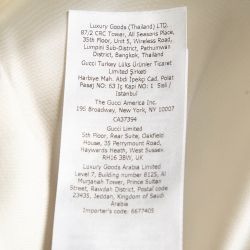 Luxury Goods (Thailand) LTD.
87/2 CRC Tower, All Seasons Place,
35th Floor, Unit 5, Wireless Road,
Lumpini Sub-District, Pathumwan
District, Bangkok, Thailand
Gucci Turkey Lüks Ürünler Ticaret
Limited Şirketi
Harbiye Mah. Abdi İpekçi Cad. Polat
Pasaj NO: 63 İç Kapı NO: 1 Sisli /
İstanbul
The Gucci America Inc.
195 Broadway, New York, NY 10007
CA37394
Gucci Limited
5th Floor, Rear Suite, Oakfield
House, 35 Perrymount Road,
Haywards Heath, West Sussex
RH16 3BW, UK
Luxury Goods Arabia Limited
Level 7, Building number 8125, Al
Murjanah Tower, Prince Sultan
Street, Rawdah District, Postal code
23435, Jeddah, Kingdom of Saudi
Arabia
Importer's code: 6677405